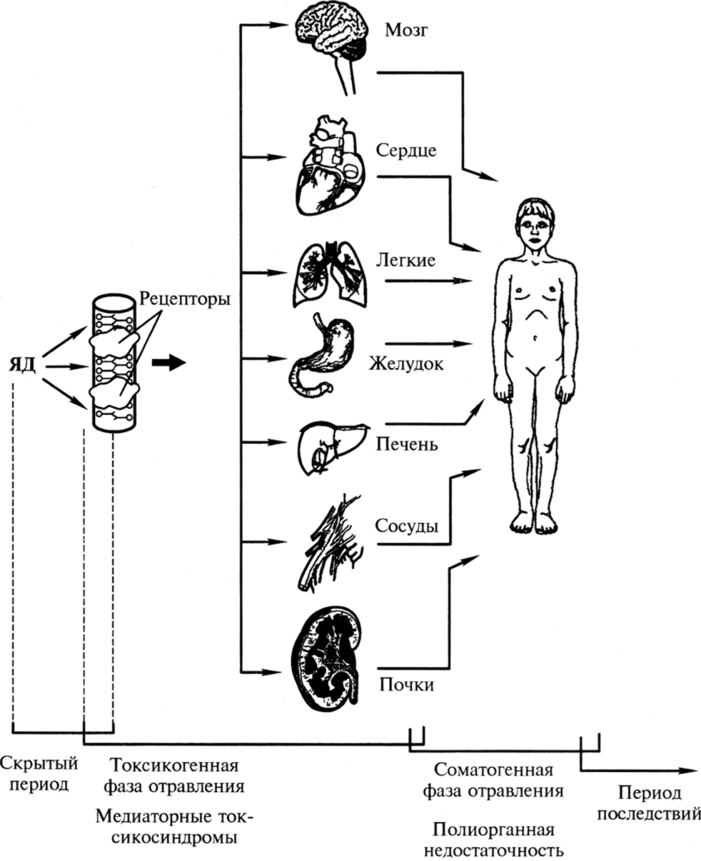 Мозг
Сердце
Легкие
Рецепторы
ЯД
Желудок
Печень
Сосуды
Почки
Скрытый
период
Токсикогенная
фаза отравления
Медиаторные ток-
сикосиндромы
Соматогенная
фаза отравления
Полиорганная
недостаточность
Период
последствий